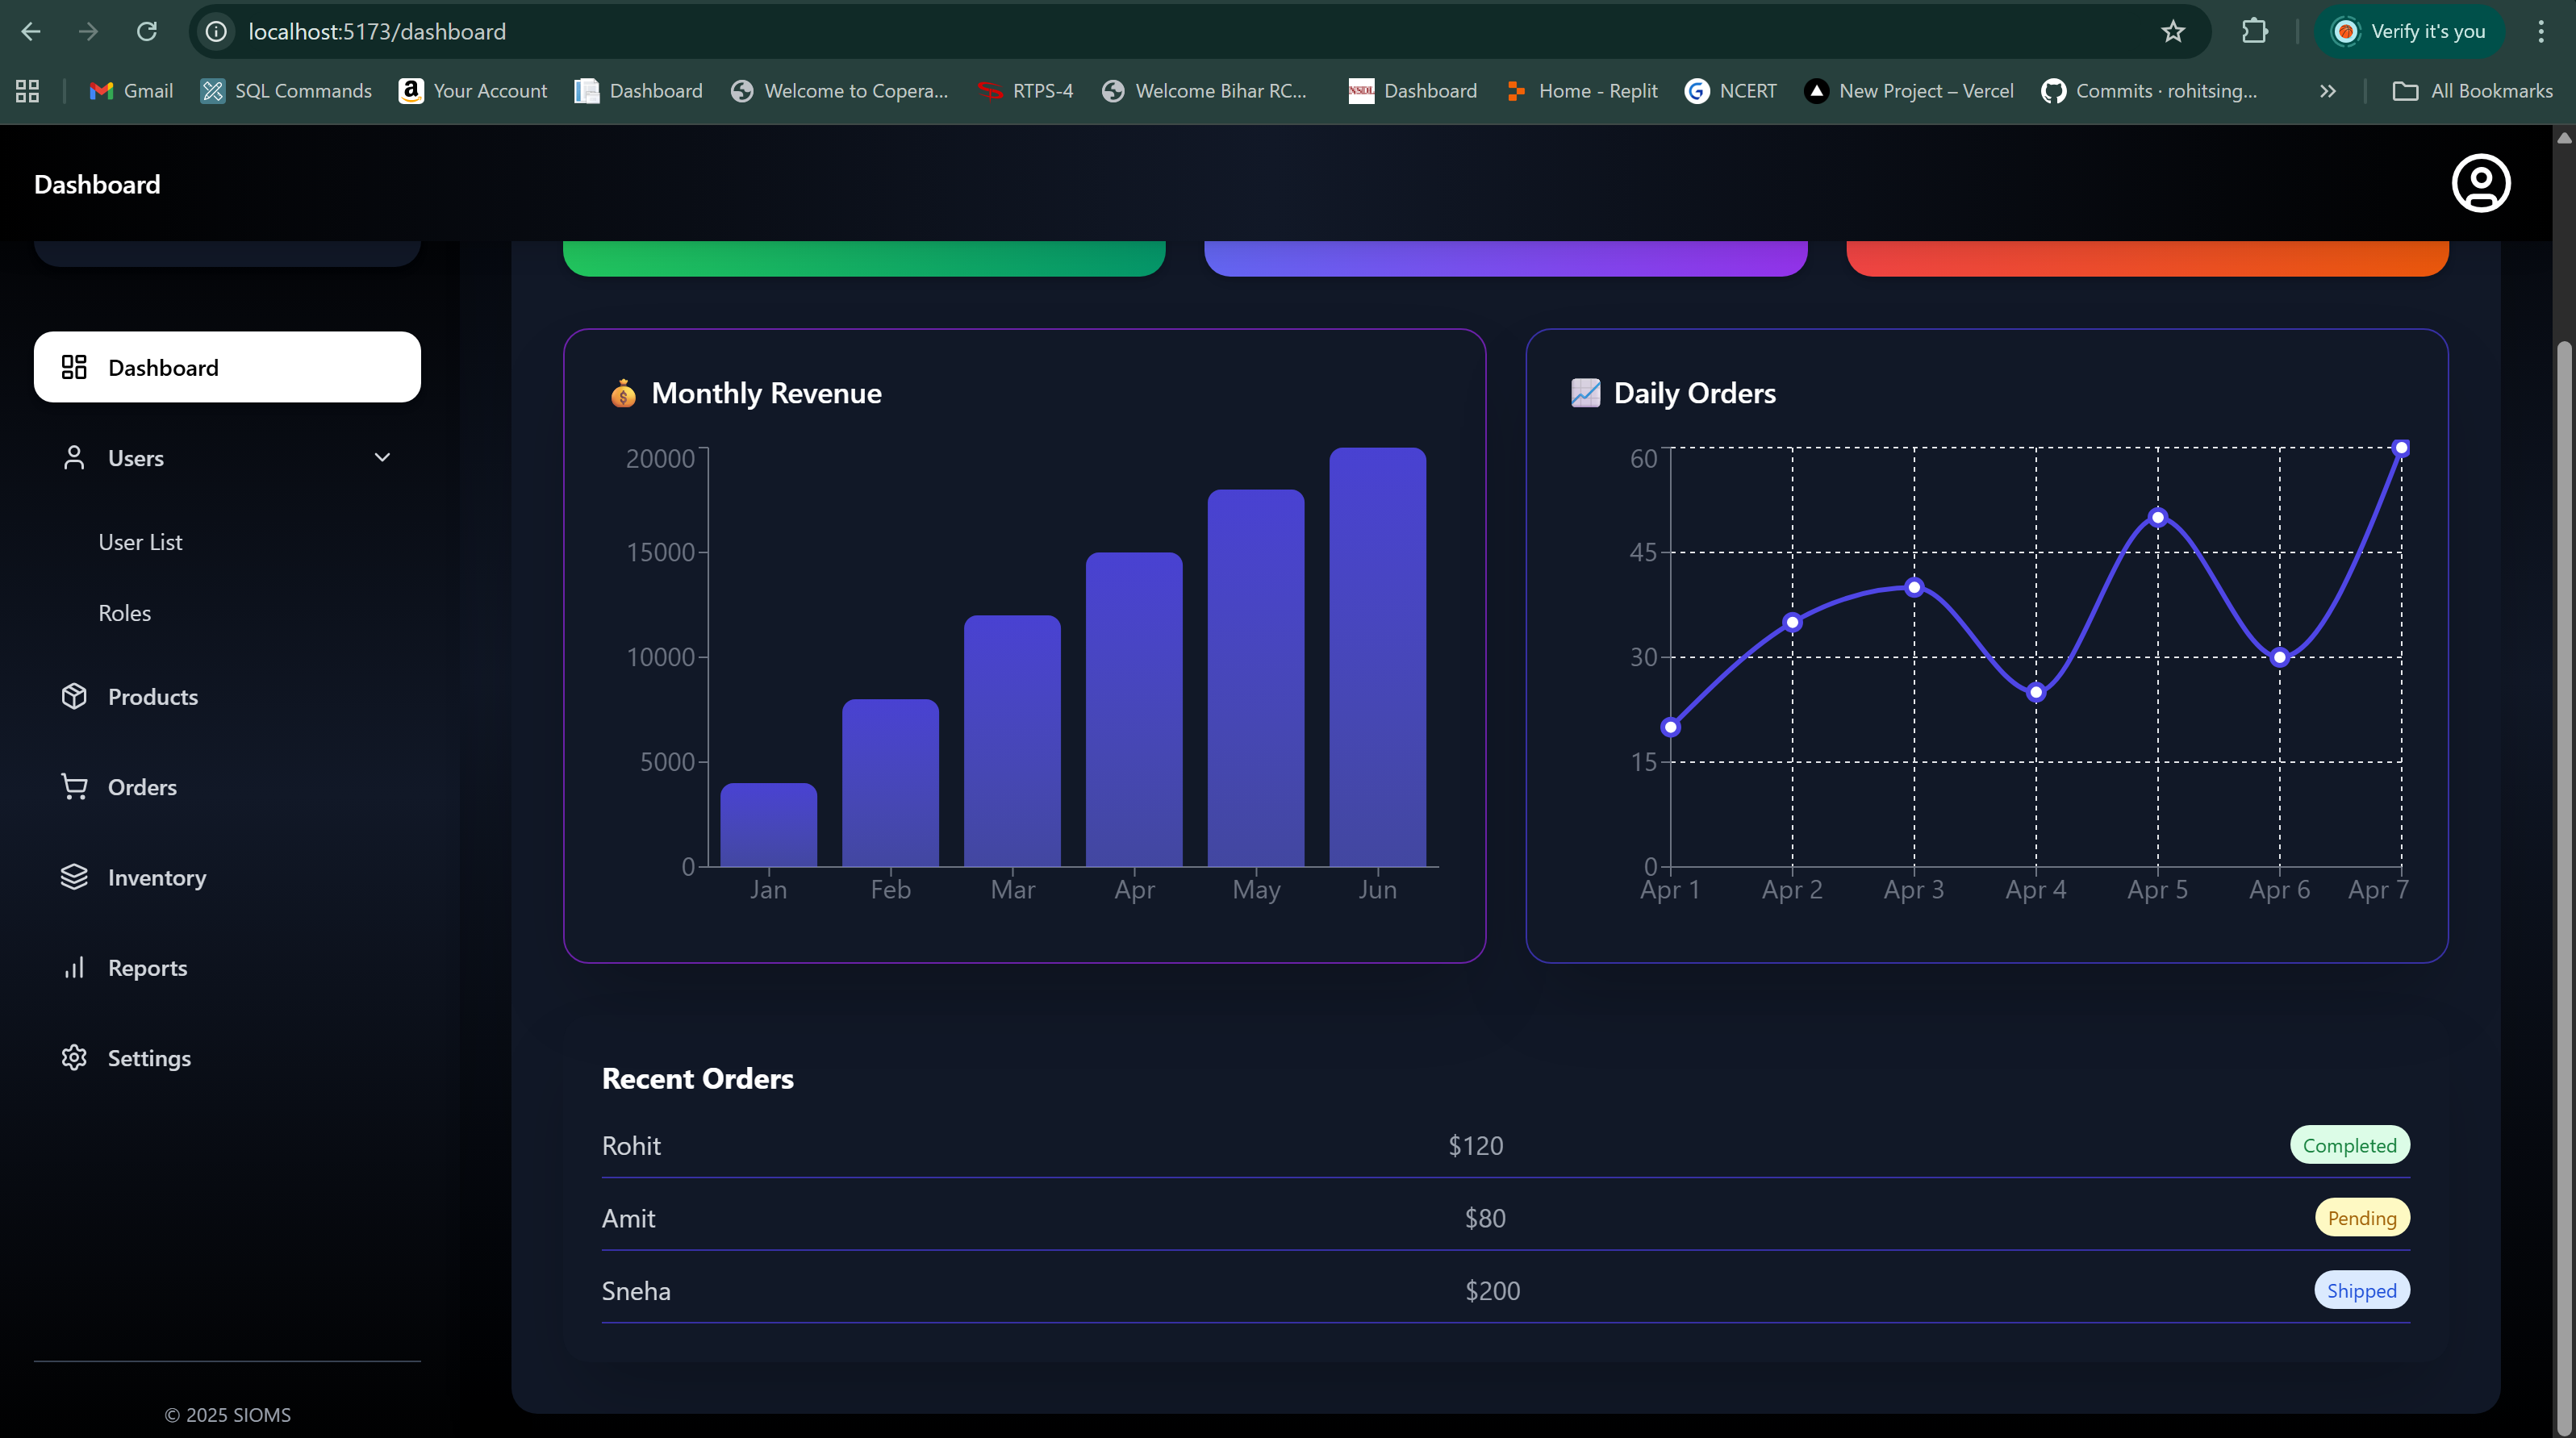 localhost:5173/dashboard
Verify it's you
Gmail
SQL Commands
Your Account
Dashboard
Welcome to Copera...
RTPS-4
Welcome Bihar RC...
NSDL Dashboard
Home - Replit
NCERT
New Project – Vercel
Commits · rohitsing...
All Bookmarks
Dashboard
Dashboard
Users
User List
Roles
Products
Orders
Inventory
Reports
Settings
© 2025 SIOMS
Monthly Revenue
20000
15000
10000
5000
0
Jan Feb Mar Apr May Jun
Daily Orders
60
45
30
15
0
Apr 1 Apr 2 Apr 3 Apr 4 Apr 5 Apr 6 Apr 7
Recent Orders
Rohit $120 Completed
Amit $80 Pending
Sneha $200 Shipped